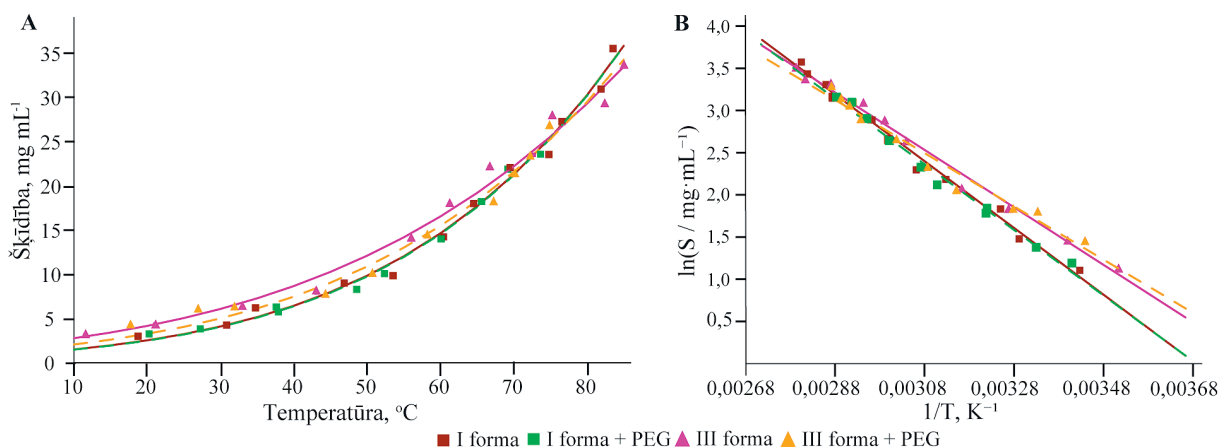 A
Šķīdība, mg mL⁻¹
35
30
25
20
15
10
5
0
10 20 30 40 50 60 70 80
Temperatūra, °C
B
ln(S / mg·mL⁻¹)
4,0
3,5
3,0
2,5
2,0
1,5
1,0
0,5
0,00268 0,00288 0,00308 0,00328 0,00348 0,00368
1/T, K⁻¹
I forma I forma + PEG III forma III forma + PEG